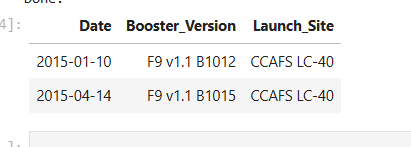 4]:
Date Booster_Version Launch_Site
2015-01-10 F9 v1.1 B1012 CCAFS LC-40
2015-04-14 F9 v1.1 B1015 CCAFS LC-40
]: